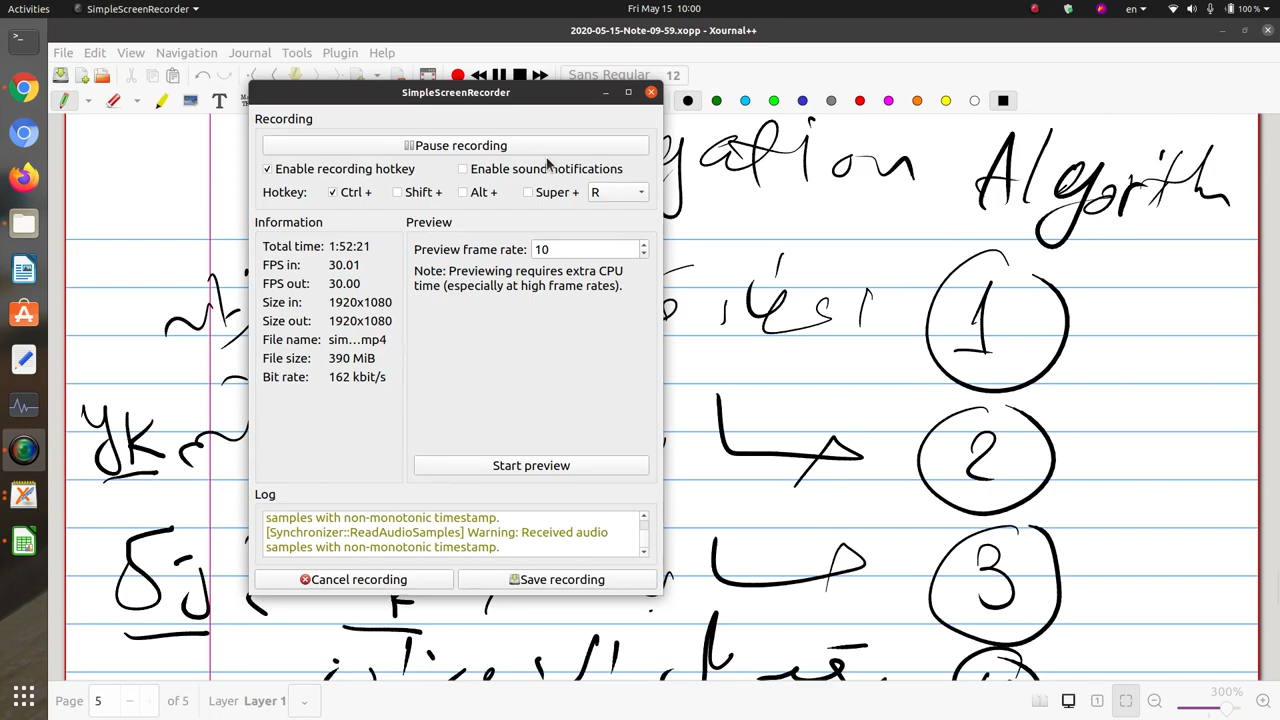 Activities SimpleScreenRecorder Fri May 15 10:00 en 100 %
2020-05-15-Note-09-59.xopp - Xournal++
File Edit View Navigation Journal Tools Plugin Help
Sans Regular 12
SimpleScreenRecorder
Recording
Pause recording
Enable recording hotkey Enable sound notifications
Hotkey: Ctrl + Shift + Alt + Super + R
Information
Total time: 1:52:21
FPS in: 30.01
FPS out: 30.00
Size in: 1920x1080
Size out: 1920x1080
File name: sim...mp4
File size: 390 MiB
Bit rate: 162 kbit/s
Preview
Preview frame rate: 10
Note: Previewing requires extra CPU
time (especially at high frame rates).
Start preview
Log
samples with non-monotonic timestamp.
[Synchronizer::ReadAudioSamples] Warning: Received audio
samples with non-monotonic timestamp.
Cancel recording Save recording
gation Algorithm
1
yk 2
δj 3
Page 5 of 5 Layer Layer 1 300%